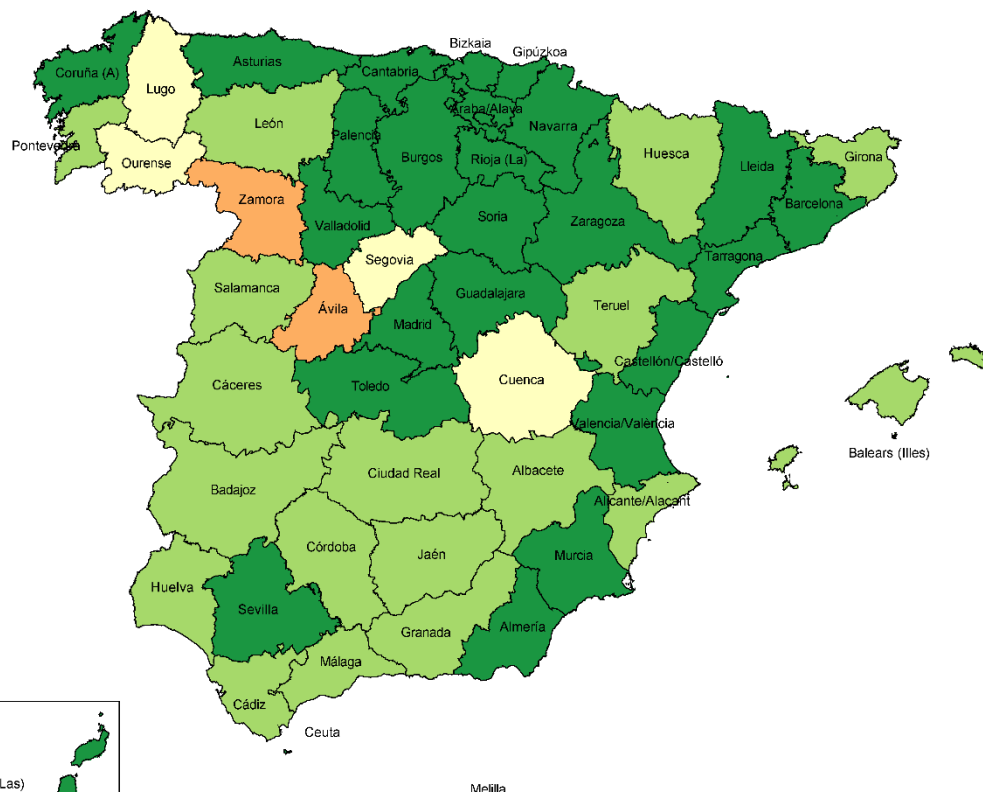 Bizkaia
Gipúzkoa
Coruña (A)
Asturias
Cantabria
Lugo
Araba/Álava
León
Palencia
Navarra
Pontevedra
Ourense
Burgos
Rioja (La)
Huesca
Lleida
Girona
Zamora
Valladolid
Soria
Zaragoza
Barcelona
Segovia
Tarragona
Salamanca
Ávila
Guadalajara
Teruel
Madrid
Castellón/Castelló
Cáceres
Toledo
Cuenca
Valencia/València
Balears (Illes)
Badajoz
Ciudad Real
Albacete
Alicante/Alacant
Córdoba
Jaén
Murcia
Huelva
Sevilla
Granada
Almería
Málaga
Cádiz
Ceuta
Las)
Melilla